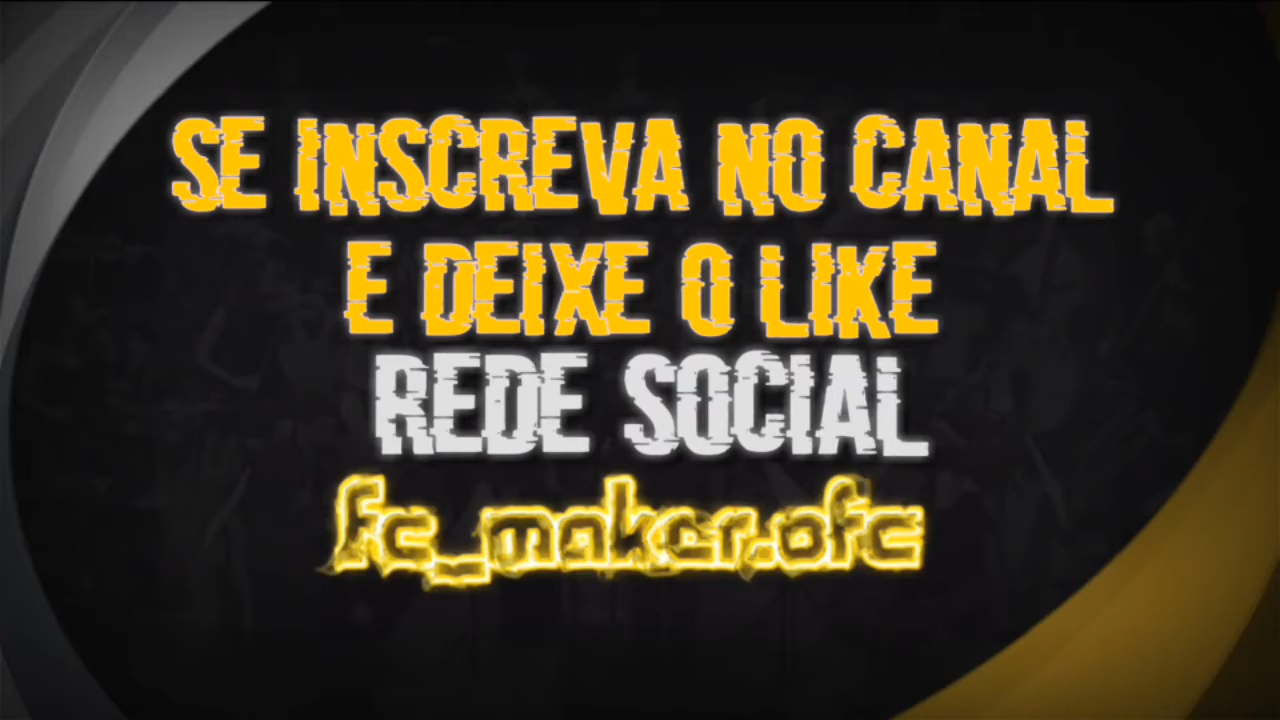 SE INSCREVA NO CANAL
E DEIXE O LIKE
REDE SOCIAL
fc_maker.ofc